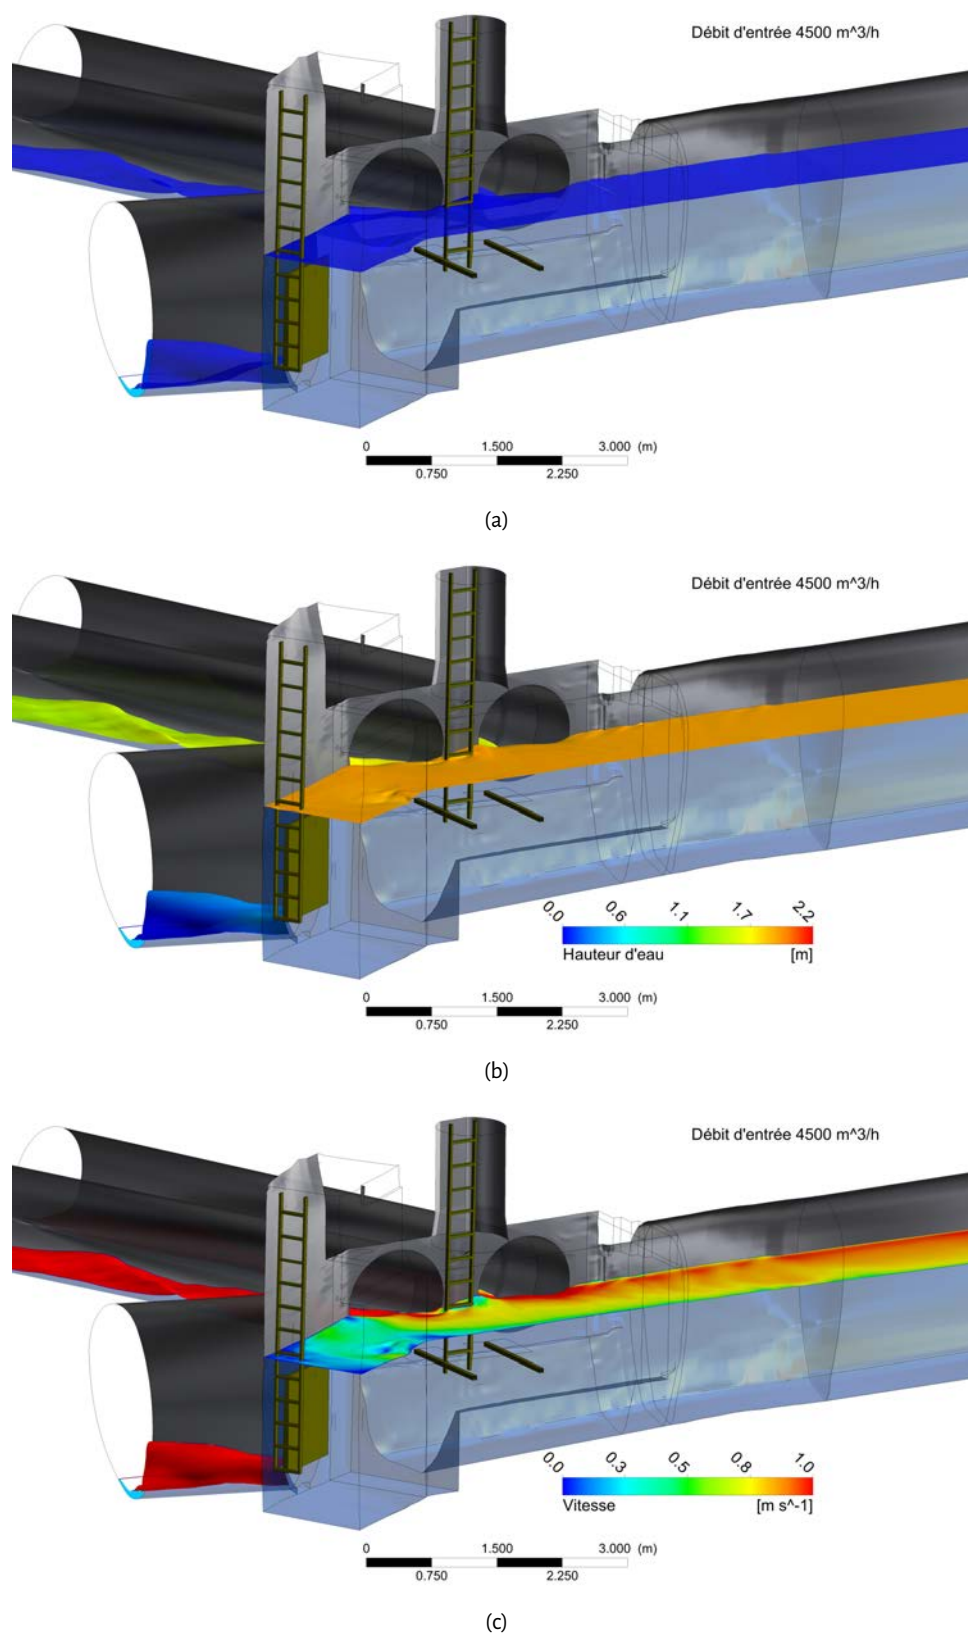 Débit d'entrée 4500 m^3/h
0 1.500 3.000 (m)
0.750 2.250
(a)
Débit d'entrée 4500 m^3/h
0.0 0.6 1.1 1.7 2.2
Hauteur d'eau [m]
0 1.500 3.000 (m)
0.750 2.250
(b)
Débit d'entrée 4500 m^3/h
0.0 0.3 0.5 0.8 1.0
Vitesse [m s^-1]
0 1.500 3.000 (m)
0.750 2.250
(c)